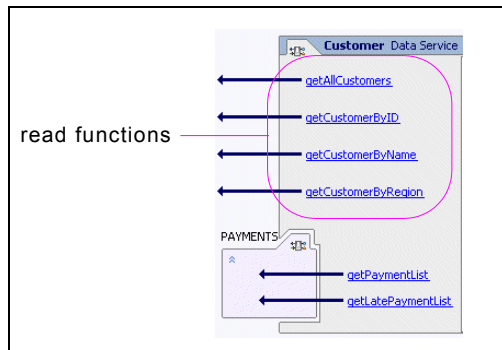 Customer Data Service
getAllCustomers
getCustomerByID
read functions
getCustomerByName
getCustomerByRegion
PAYMENTS
getPaymentList
getLatePaymentList